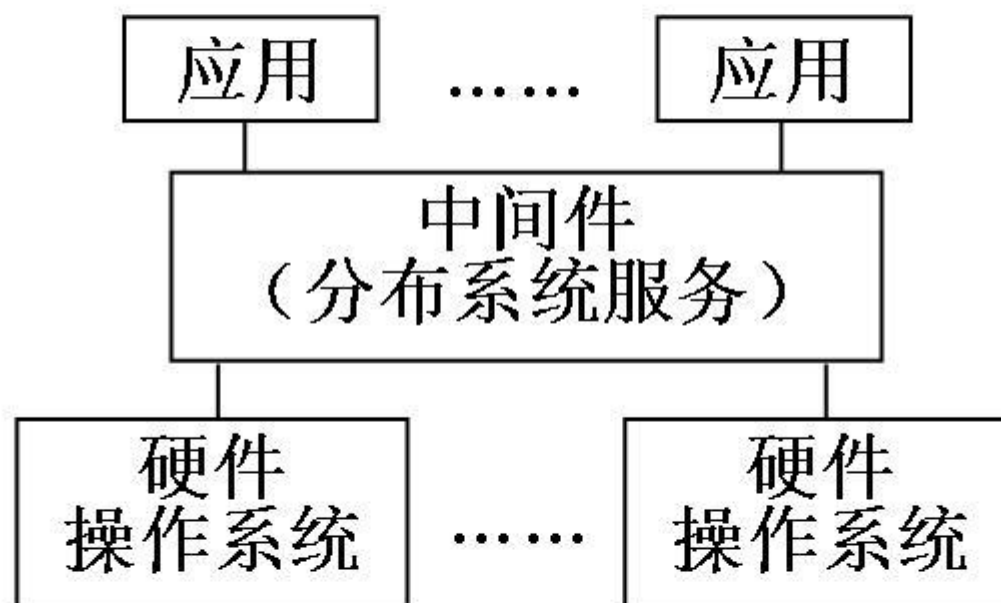 应用 …… 应用
中间件
（分布系统服务）
硬件 硬件
操作系统 …… 操作系统